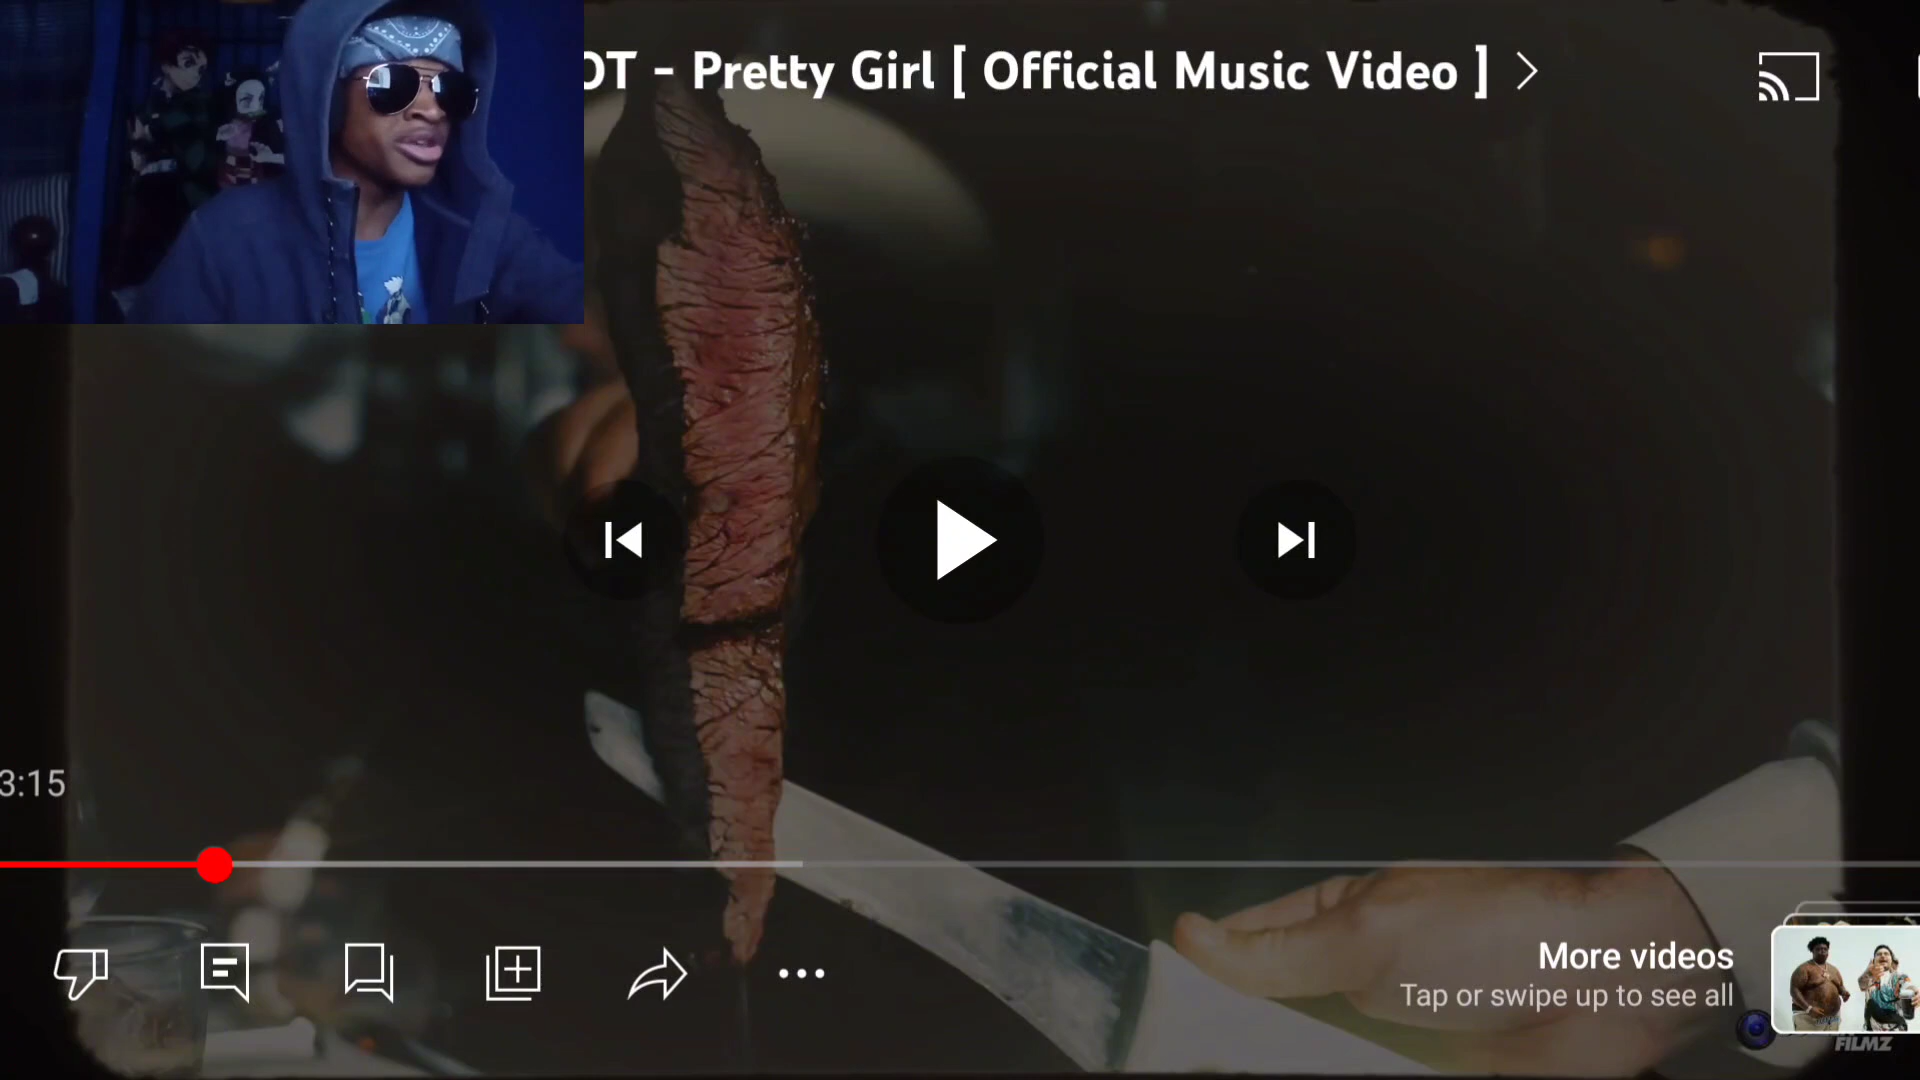 OT - Pretty Girl [ Official Music Video ]
3:15
More videos
Tap or swipe up to see all
FILMZ